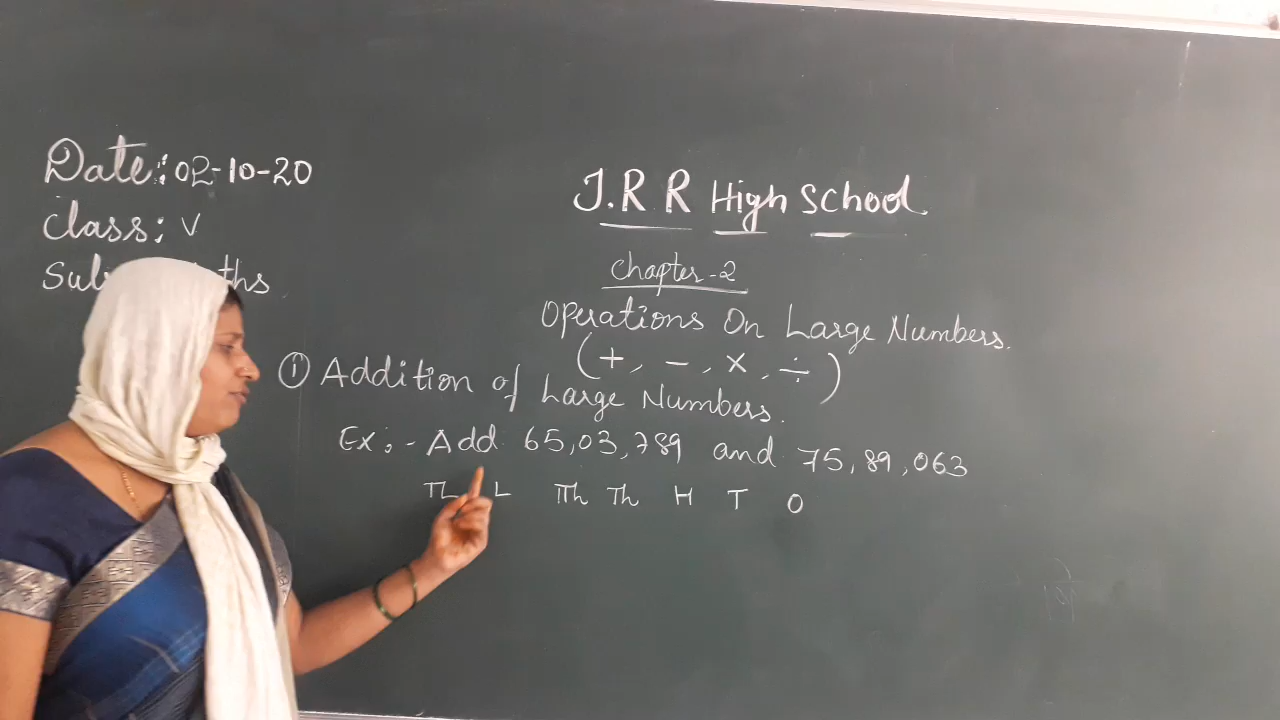 Date: 02-10-20
Class: V
J.R R High School.
Chapter-2
Operations On Large Numbers.
(+, -, x, ÷)
① Addition of Large Numbers.
Ex:- Add 65,03,789 and 75,89,063
TL L TTh Th H T O